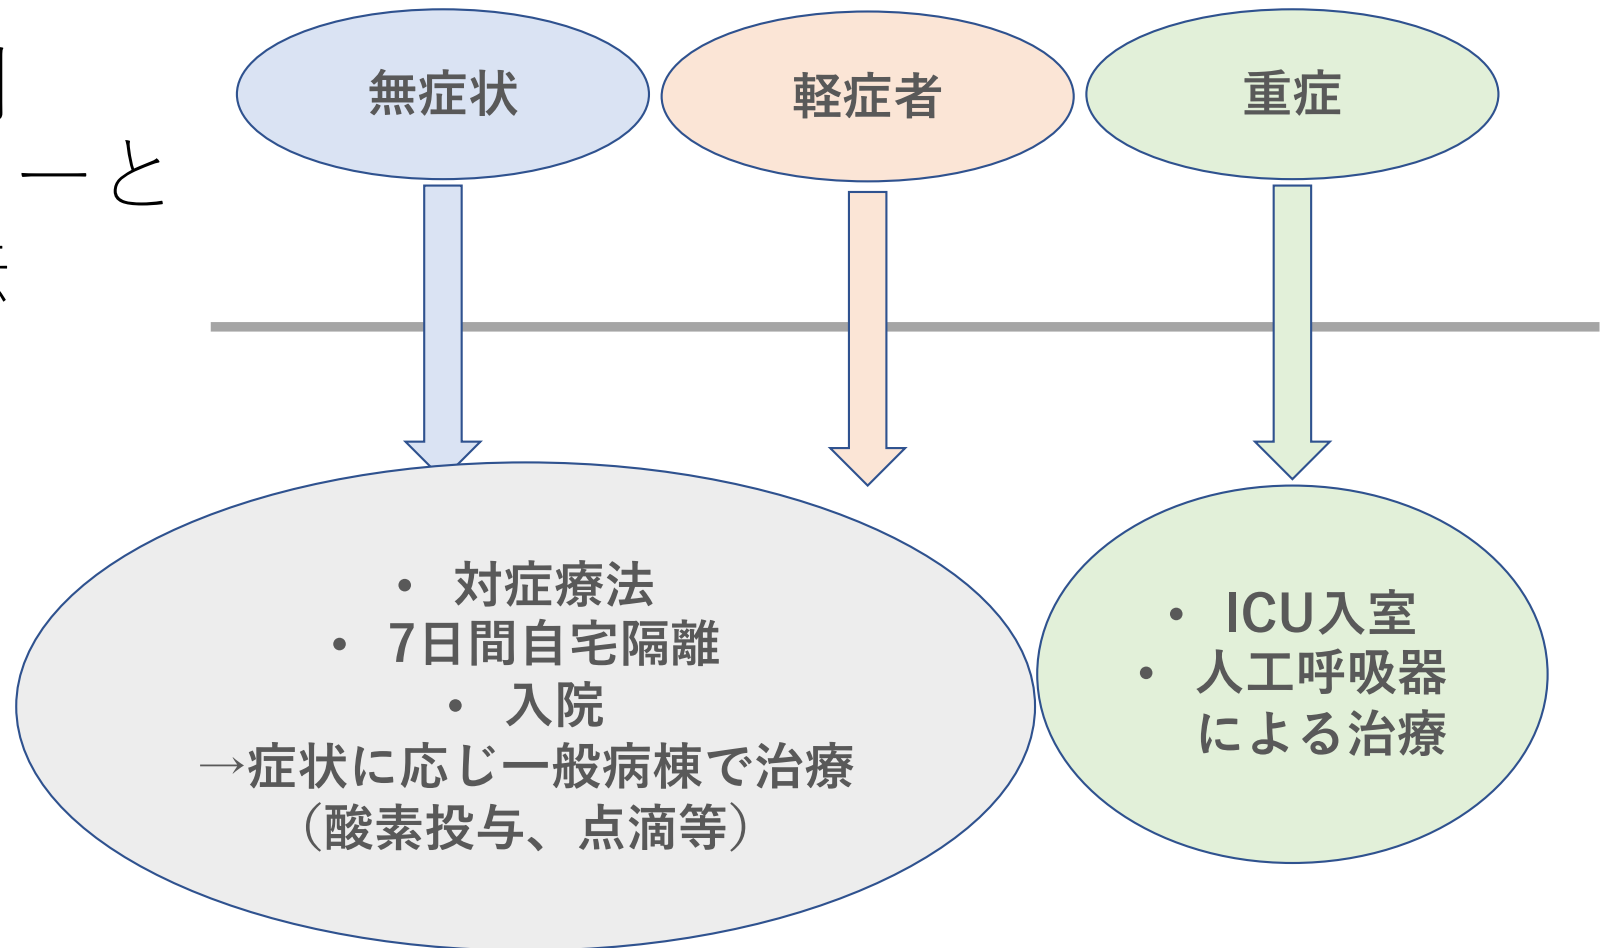 ーと
無症状
軽症者
重症
• 対症療法
• 7日間自宅隔離
• 入院
→症状に応じ一般病棟で治療
（酸素投与、点滴等）
• ICU入室
• 人工呼吸器
による治療